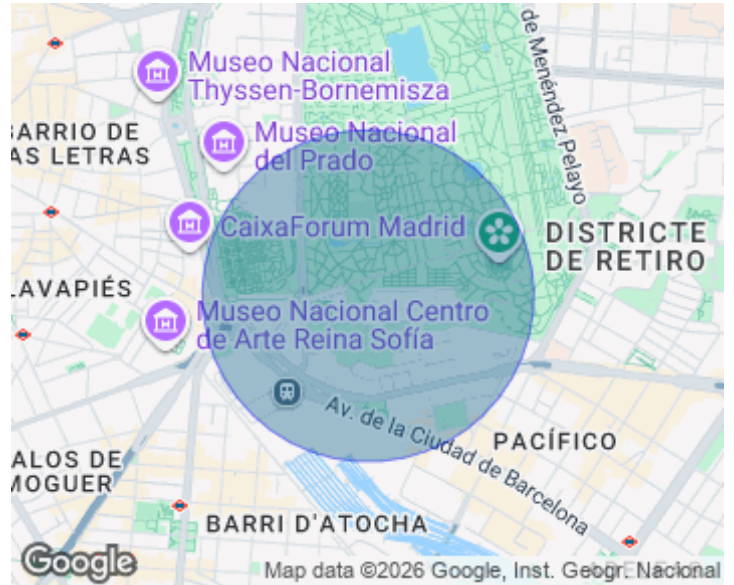 Museo Nacional
Thyssen-Bornemisza
de Menéndez Pelayo
BARRIO DE
AS LETRAS
Museo Nacional
del Prado
CaixaForum Madrid
DISTRICTE
DE RETIRO
LAVAPIÉS
Museo Nacional Centro
de Arte Reina Sofía
Av. de la Ciudad de Barcelona
PACÍFICO
ALOS DE
MOGUER
BARRI D'ATOCHA
Google
Map data ©2026 Google, Inst. Geogr. Nacional